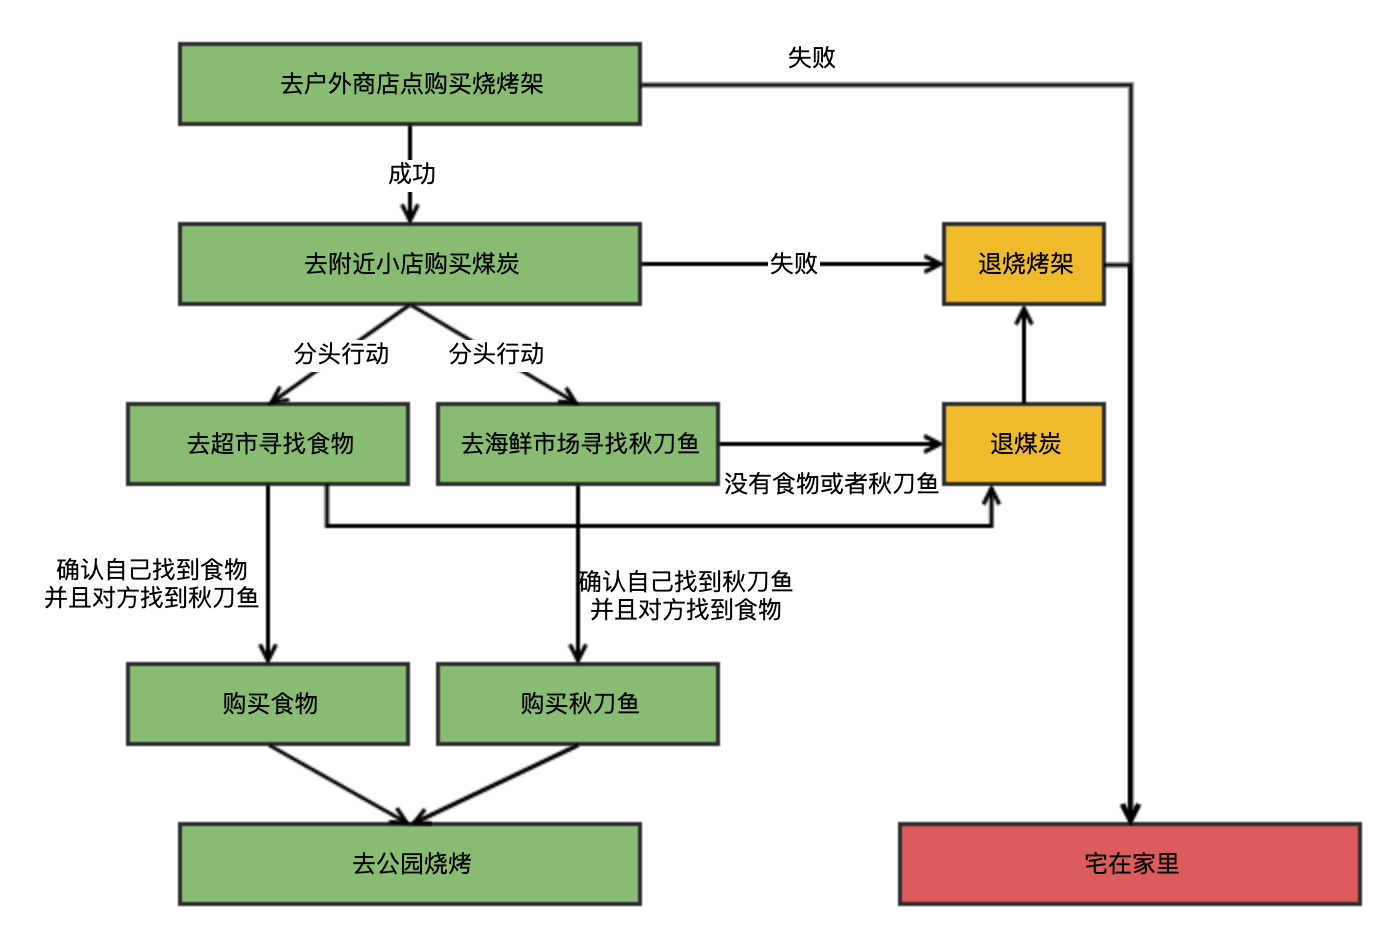 失败
去户外商店点购买烧烤架
成功
去附近小店购买煤炭
失败
退烧烤架
分头行动
分头行动
去超市寻找食物
去海鲜市场寻找秋刀鱼
退煤炭
没有食物或者秋刀鱼
确认自己找到食物
并且对方找到秋刀鱼
确认自己找到秋刀鱼
并且对方找到食物
购买食物
购买秋刀鱼
去公园烧烤
宅在家里